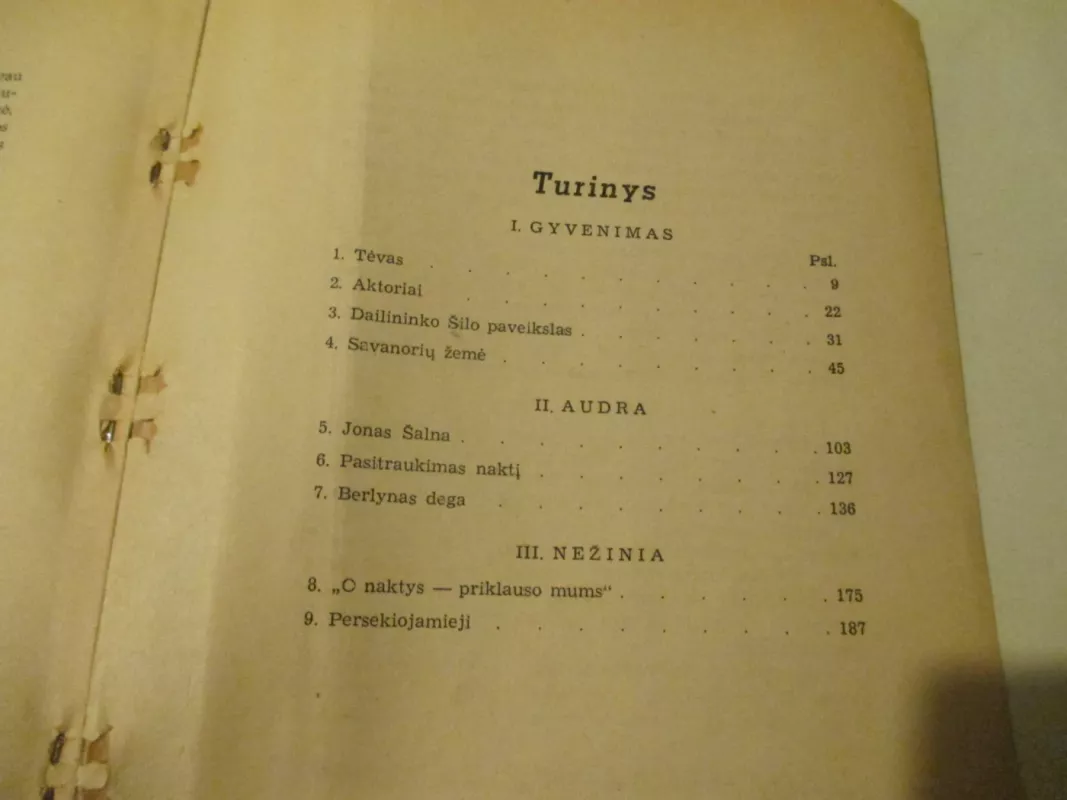 Turinys
I. GYVENIMAS
Psl.
1. Tėvas . . . . . . . . . . 9
2. Aktoriai . . . . . . . . . . 22
3. Dailininko Šilo paveikslas . . . . . . . 31
4. Savanorių žemė . . . . . . . . . 45
II. AUDRA
5. Jonas Šalna . . . . . . . . . . 103
6. Pasitraukimas naktį . . . . . . . . 127
7. Berlynas dega . . . . . . . . . 136
III. NEŽINIA
8. „O naktys — priklauso mums“ . . . . . . 175
9. Persekiojamieji . . . . . . . . . 187